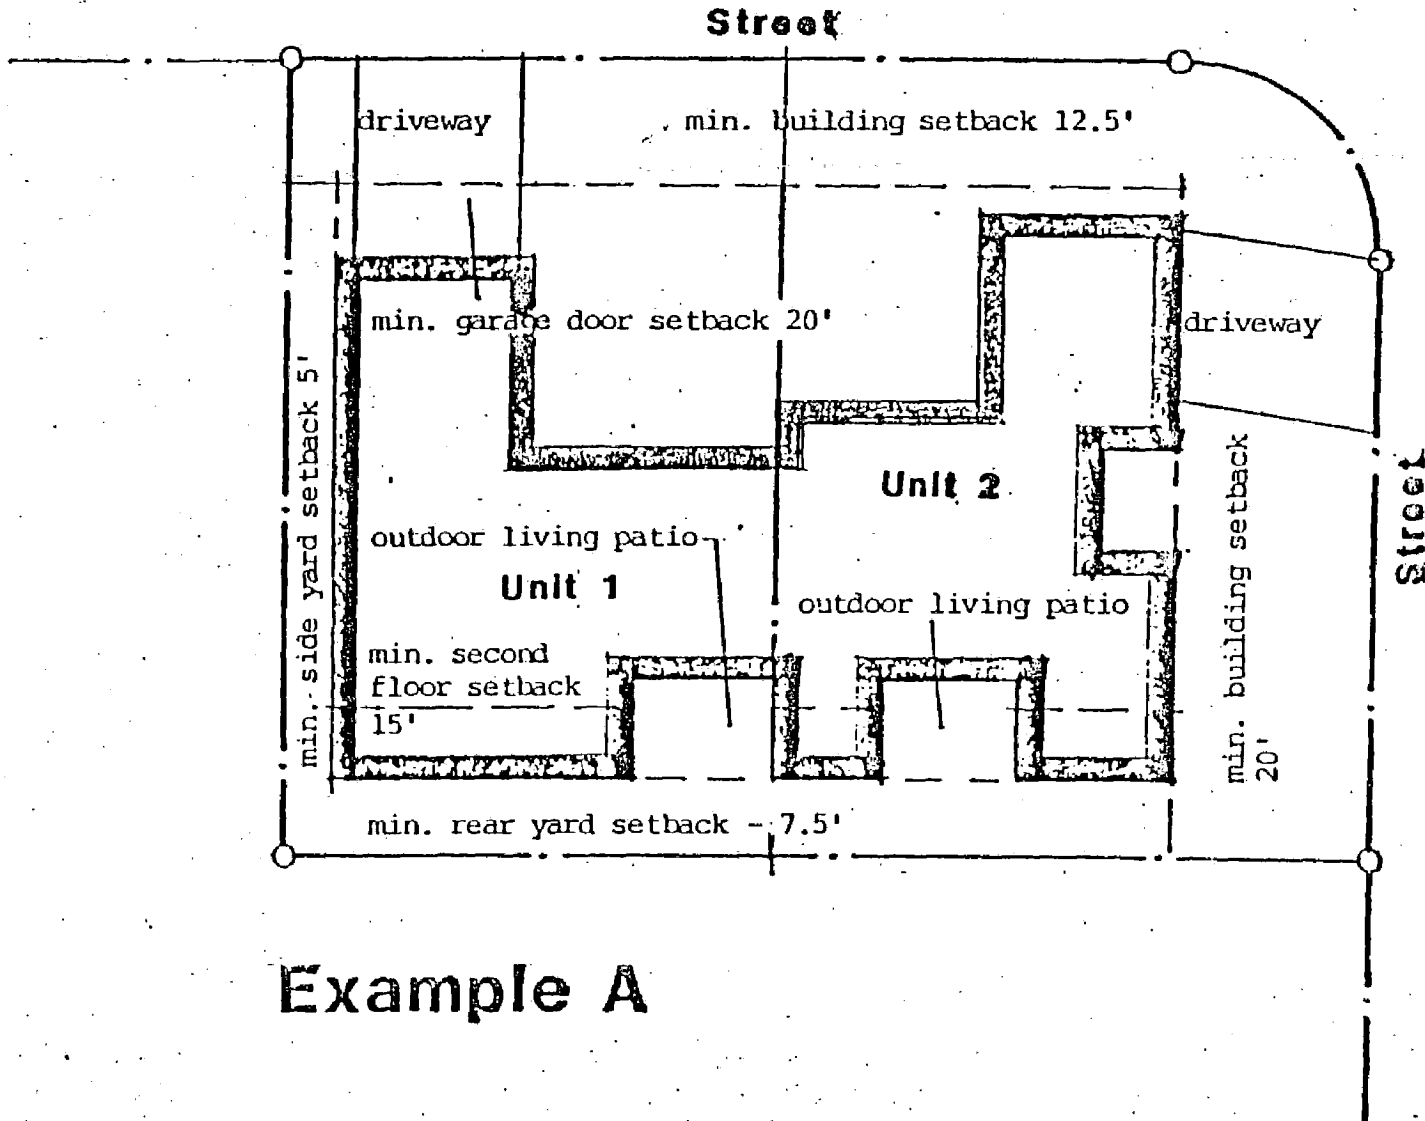 Street
driveway
min. building setback 12.5'
min. garage door setback 20'
driveway
min. side yard setback 5'
Unit 2
Street
outdoor living patio
Unit 1
outdoor living patio
min. building setback
20'
min. second
floor setback
15'
min. rear yard setback - 7.5'
Example A